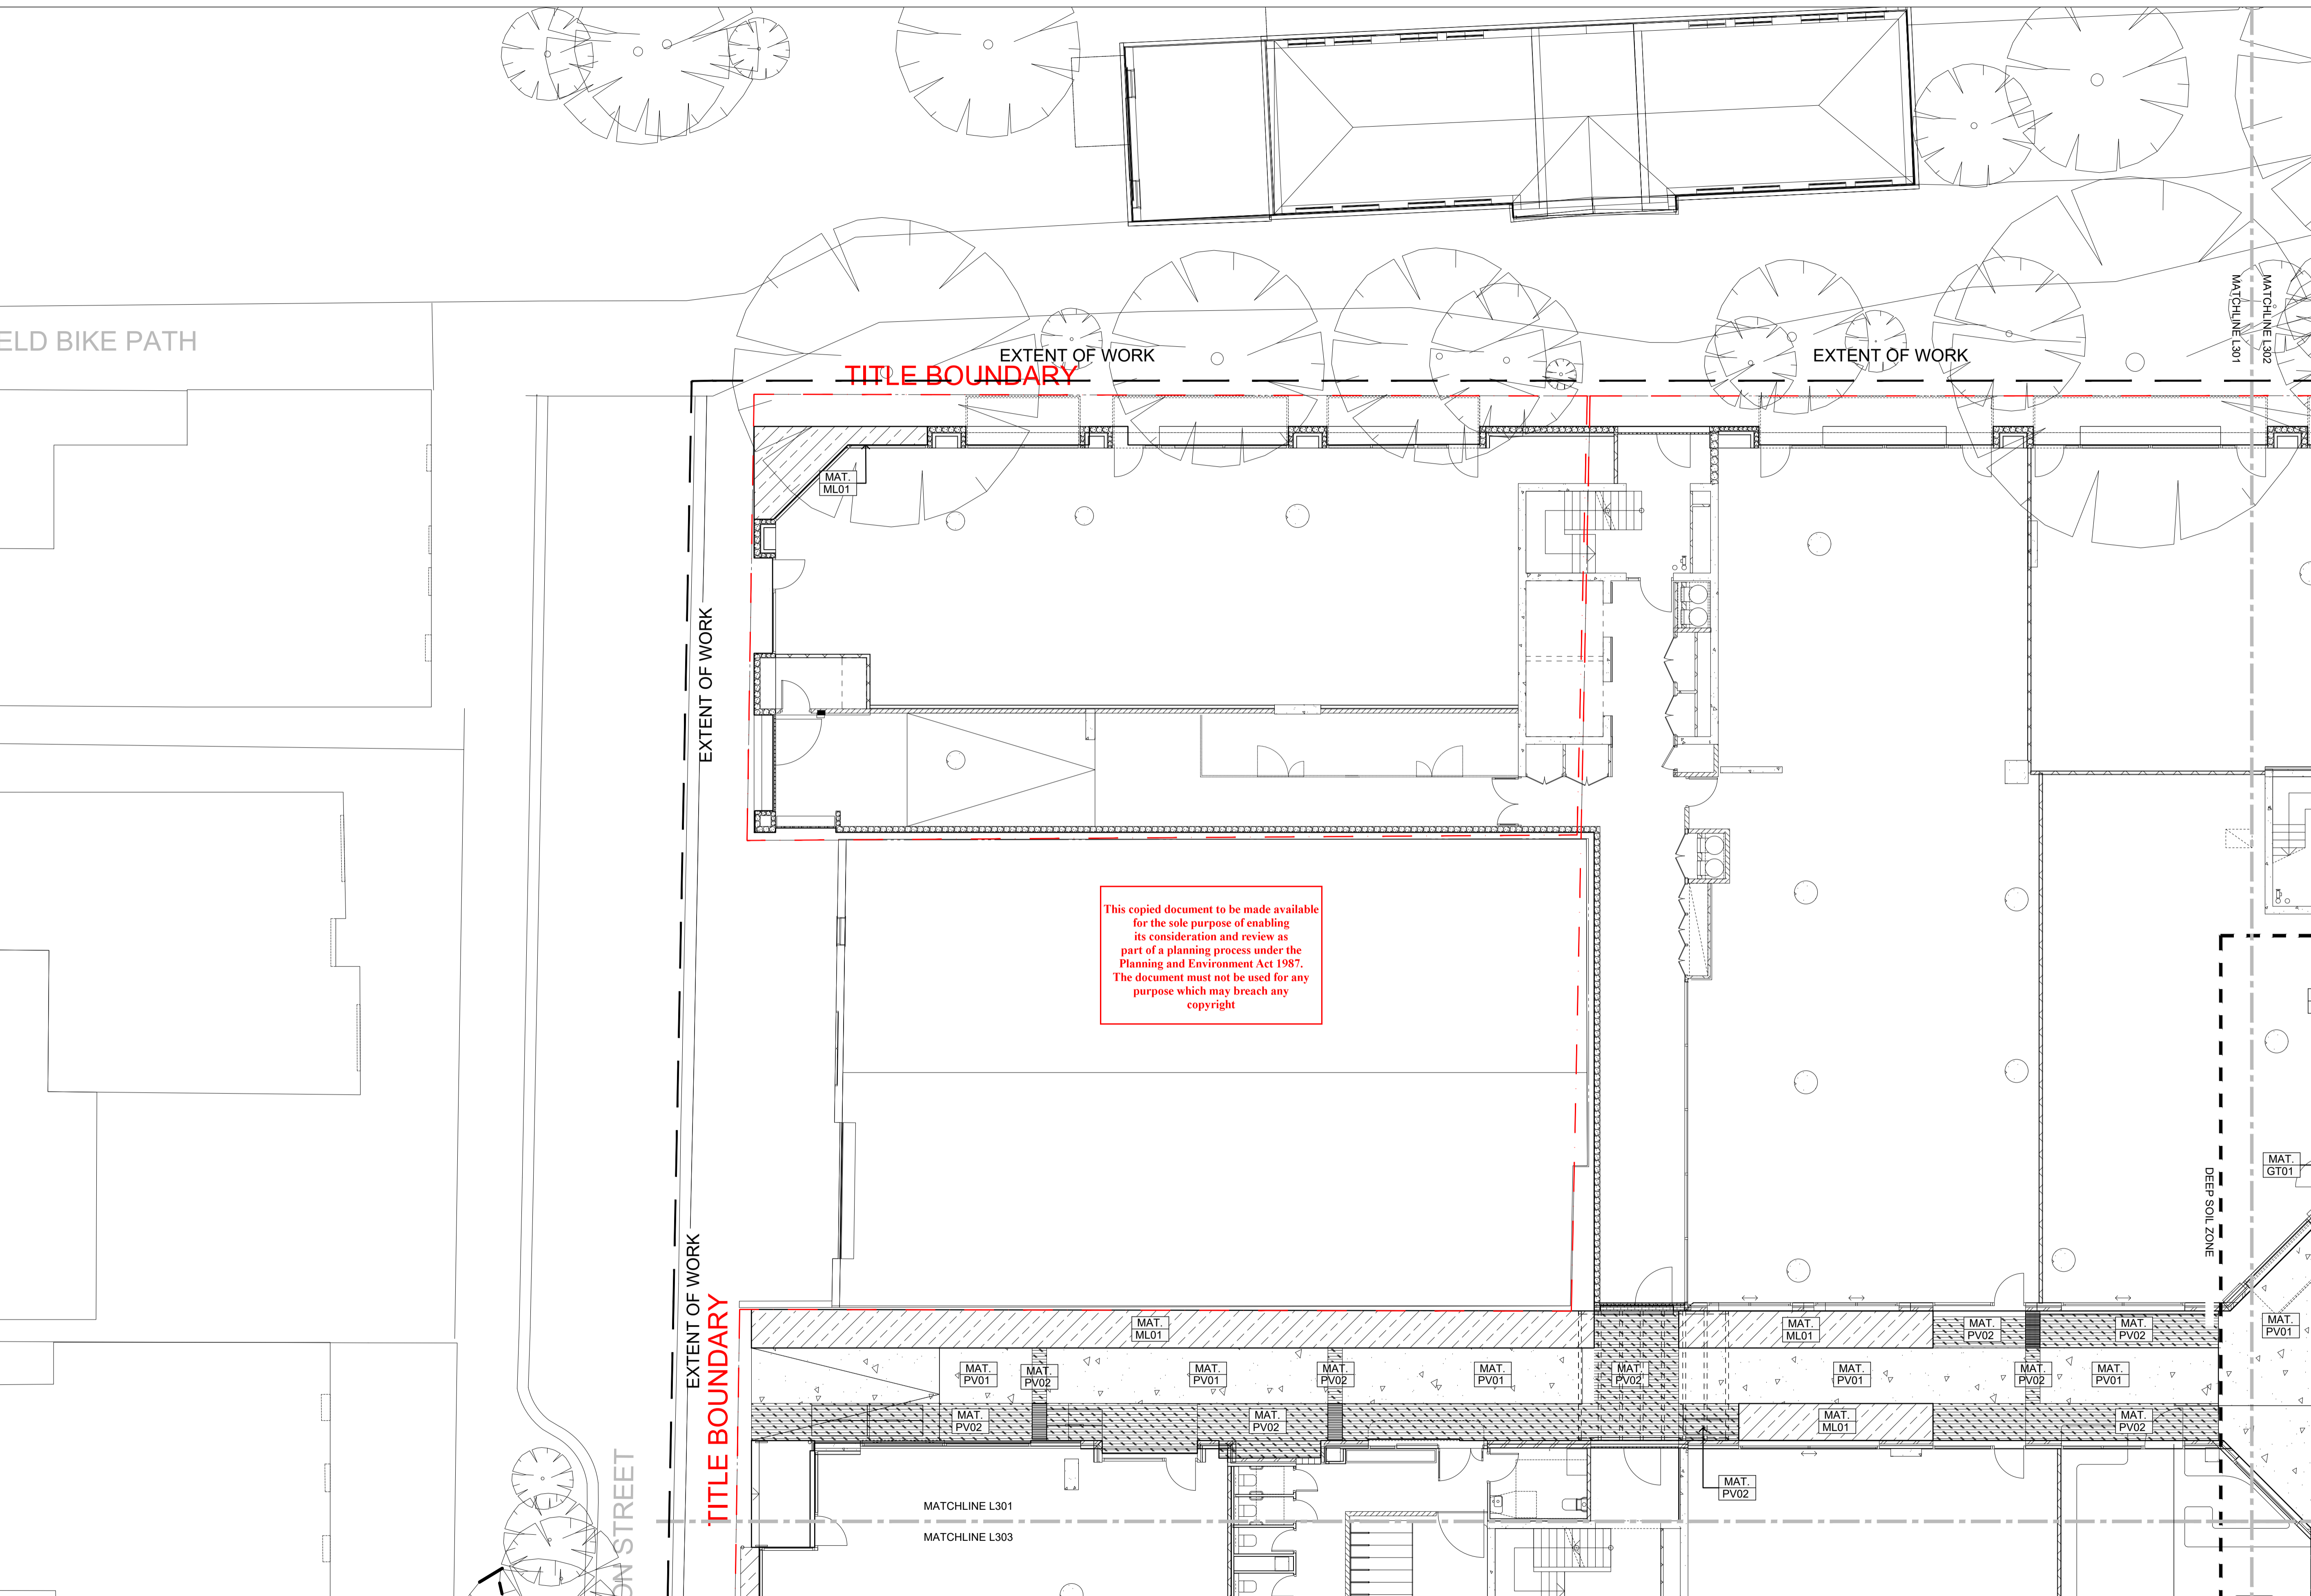 MATCHLINE L301
MATCHLINE L302
ELD BIKE PATH
EXTENT OF WORK
EXTENT OF WORK
TITLE BOUNDARY
MAT.
ML01
EXTENT OF WORK
This copied document to be made available
for the sole purpose of enabling
its consideration and review as
part of a planning process under the
Planning and Environment Act 1987.
The document must not be used for any
purpose which may breach any
copyright
DEEP SOIL ZONE
MAT.
GT01
EXTENT OF WORK
TITLE BOUNDARY
MAT.
ML01
MAT.
ML01
MAT.
PV02
MAT.
PV02
MAT.
PV01
MAT.
PV01
MAT.
PV02
MAT.
PV01
MAT.
PV02
MAT.
PV01
MAT.
PV02
MAT.
PV01
MAT.
PV02
MAT.
PV01
MAT.
PV02
MAT.
PV02
MAT.
ML01
MAT.
PV02
MAT.
PV02
ON STREET
MATCHLINE L301
MATCHLINE L303